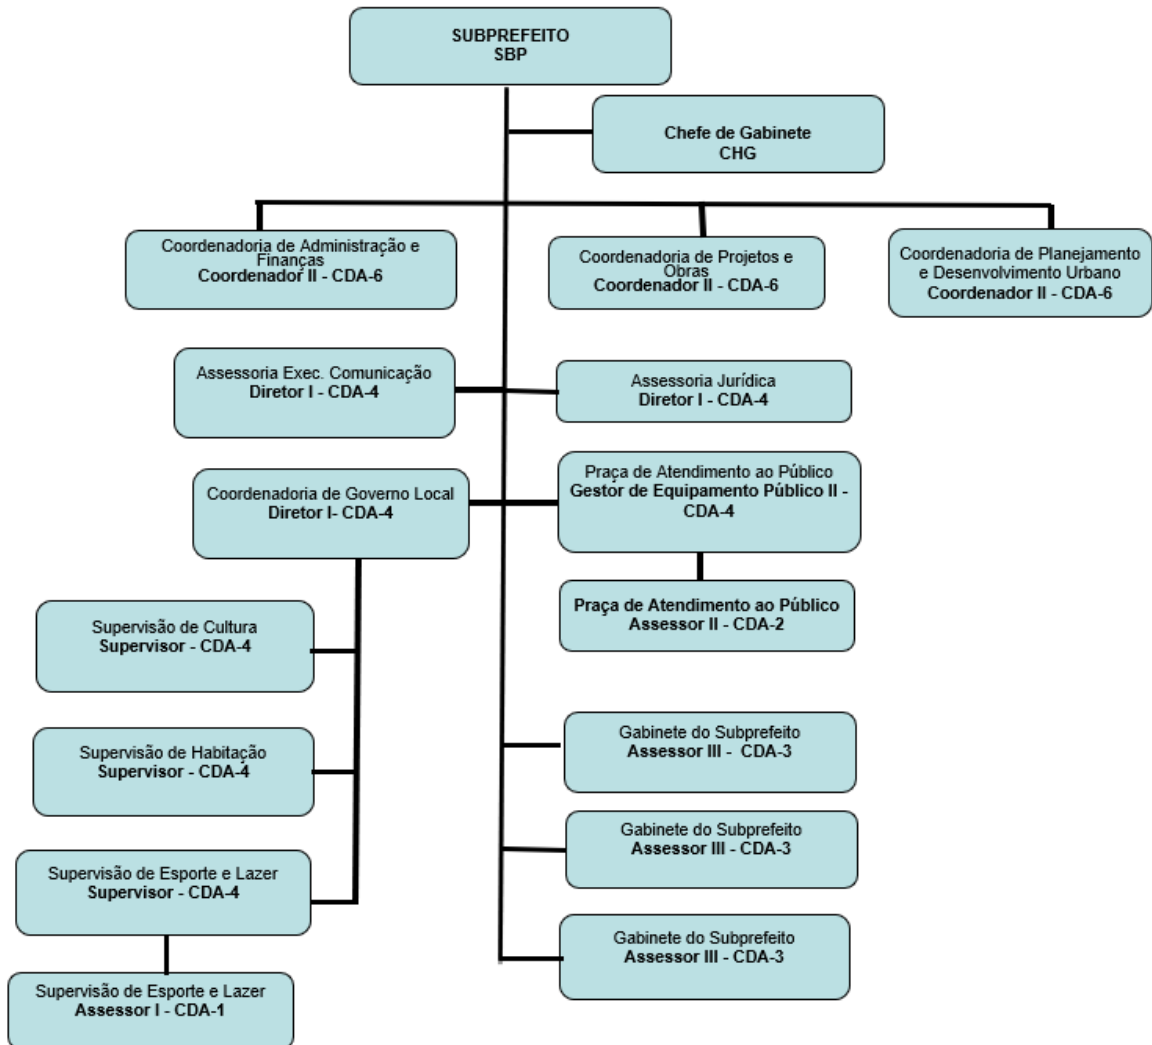 SUBPREFEITO
SBP
Chefe de Gabinete
CHG
Coordenadoria de Administração e
Finanças
Coordenador II - CDA-6
Coordenadoria de Projetos e
Obras
Coordenador II - CDA-6
Coordenadoria de Planejamento
e Desenvolvimento Urbano
Coordenador II - CDA-6
Assessoria Exec. Comunicação
Diretor I - CDA-4
Assessoria Jurídica
Diretor I - CDA-4
Coordenadoria de Governo Local
Diretor I- CDA-4
Praça de Atendimento ao Público
Gestor de Equipamento Público II -
CDA-4
Praça de Atendimento ao Público
Assessor II - CDA-2
Supervisão de Cultura
Supervisor - CDA-4
Supervisão de Habitação
Supervisor - CDA-4
Supervisão de Esporte e Lazer
Supervisor - CDA-4
Supervisão de Esporte e Lazer
Assessor I - CDA-1
Gabinete do Subprefeito
Assessor III - CDA-3
Gabinete do Subprefeito
Assessor III - CDA-3
Gabinete do Subprefeito
Assessor III - CDA-3